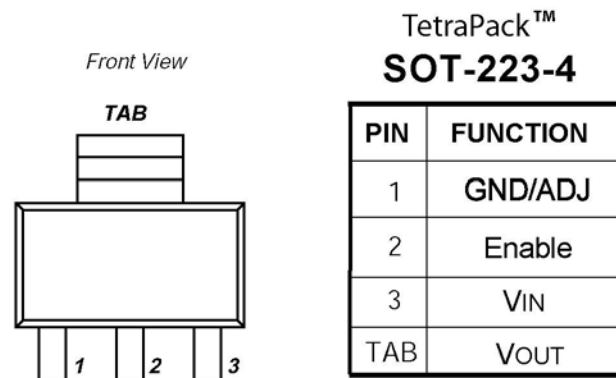 Front View
TAB
1 2 3
TetraPack™
SOT-223-4
PIN FUNCTION
1 GND/ADJ
2 Enable
3 VIN
TAB VOUT